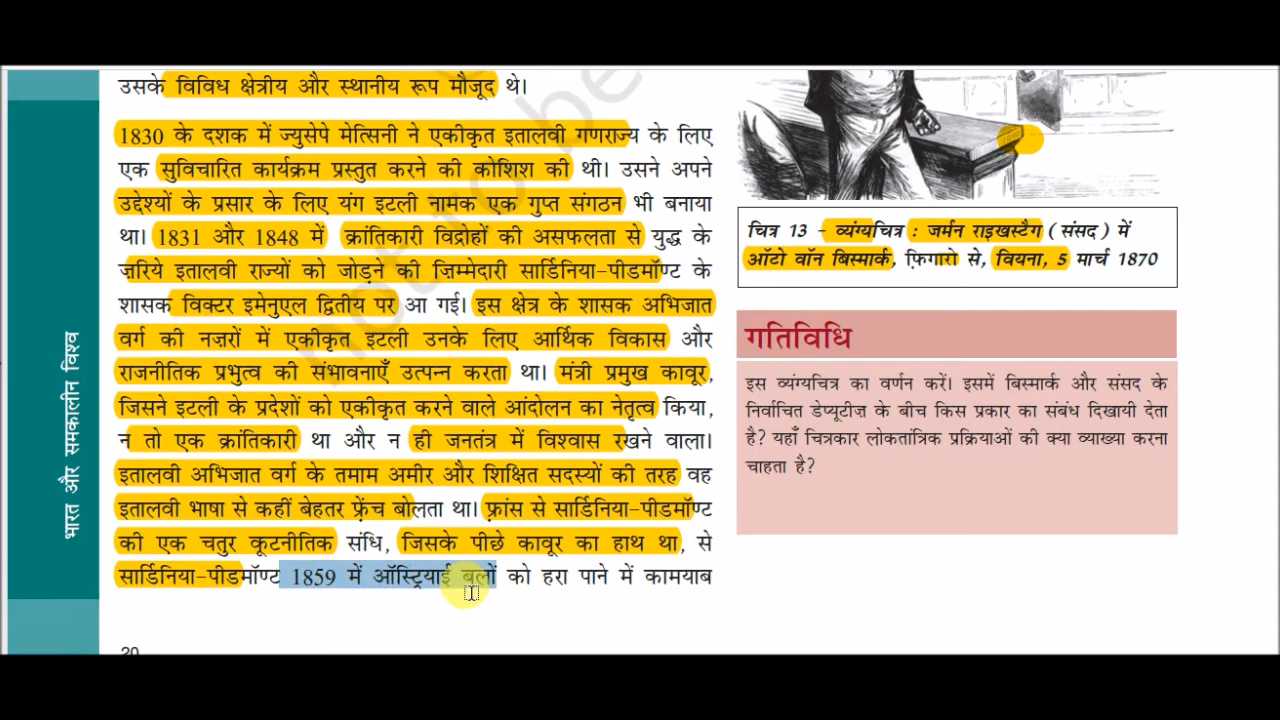 उसके विविध क्षेत्रीय और स्थानीय रूप मौजूद थे।
1830 के दशक में ज्युसेपे मेत्सिनी ने एकीकृत इतालवी गणराज्य के लिए
एक सुविचारित कार्यक्रम प्रस्तुत करने की कोशिश की थी। उसने अपने
उद्देश्यों के प्रसार के लिए यंग इटली नामक एक गुप्त संगठन भी बनाया
था। 1831 और 1848 में क्रांतिकारी विद्रोहों की असफलता से युद्ध के
ज़रिये इतालवी राज्यों को जोड़ने की ज़िम्मेदारी सार्डिनिया-पीडमॉण्ट के
शासक विक्टर इमेनुएल द्वितीय पर आ गई। इस क्षेत्र के शासक अभिजात
वर्ग की नज़रों में एकीकृत इटली उनके लिए आर्थिक विकास और
राजनीतिक प्रभुत्व की संभावनाएँ उत्पन्न करता था। मंत्री प्रमुख कावूर,
जिसने इटली के प्रदेशों को एकीकृत करने वाले आंदोलन का नेतृत्व किया,
न तो एक क्रांतिकारी था और न ही जनतंत्र में विश्वास रखने वाला।
इतालवी अभिजात वर्ग के तमाम अमीर और शिक्षित सदस्यों की तरह वह
इतालवी भाषा से कहीं बेहतर फ़्रेंच बोलता था। फ़्रांस से सार्डिनिया-पीडमॉण्ट
की एक चतुर कूटनीतिक संधि, जिसके पीछे कावूर का हाथ था, से
सार्डिनिया-पीडमॉण्ट 1859 में ऑस्ट्रियाई बलों को हरा पाने में कामयाब
भारत और समकालीन विश्व
not to be
चित्र 13 - व्यंग्यचित्र : जर्मन राइखस्टैग (संसद) में
ऑटो वॉन बिस्मार्क, फ़िगारो से, वियना, 5 मार्च 1870
गतिविधि
इस व्यंग्यचित्र का वर्णन करें। इसमें बिस्मार्क और संसद के
निर्वाचित डेप्यूटीज़ के बीच किस प्रकार का संबंध दिखायी देता
है? यहाँ चित्रकार लोकतांत्रिक प्रक्रियाओं की क्या व्याख्या करना
चाहता है?